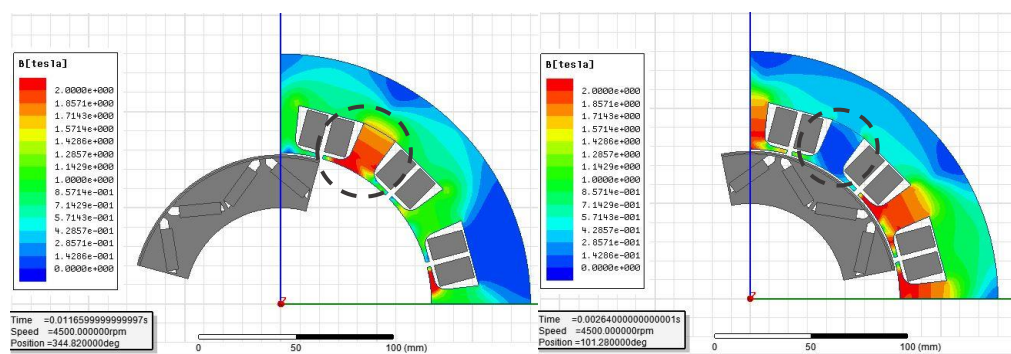 B[tesla]
2.0000e+000
1.8571e+000
1.7143e+000
1.5714e+000
1.4286e+000
1.2857e+000
1.1429e+000
1.0000e+000
8.5714e-001
7.1429e-001
5.7143e-001
4.2857e-001
2.8571e-001
1.4286e-001
0.0000e+000
Time =0.0116599999999997s
Speed =4500.000000rpm
Position =344.820000deg
0 50 100 (mm)
B[tesla]
2.0000e+000
1.8571e+000
1.7143e+000
1.5714e+000
1.4286e+000
1.2857e+000
1.1429e+000
1.0000e+000
8.5714e-001
7.1429e-001
5.7143e-001
4.2857e-001
2.8571e-001
1.4286e-001
0.0000e+000
Time =0.00264000000000001s
Speed =4500.000000rpm
Position =101.280000deg
0 50 100 (mm)